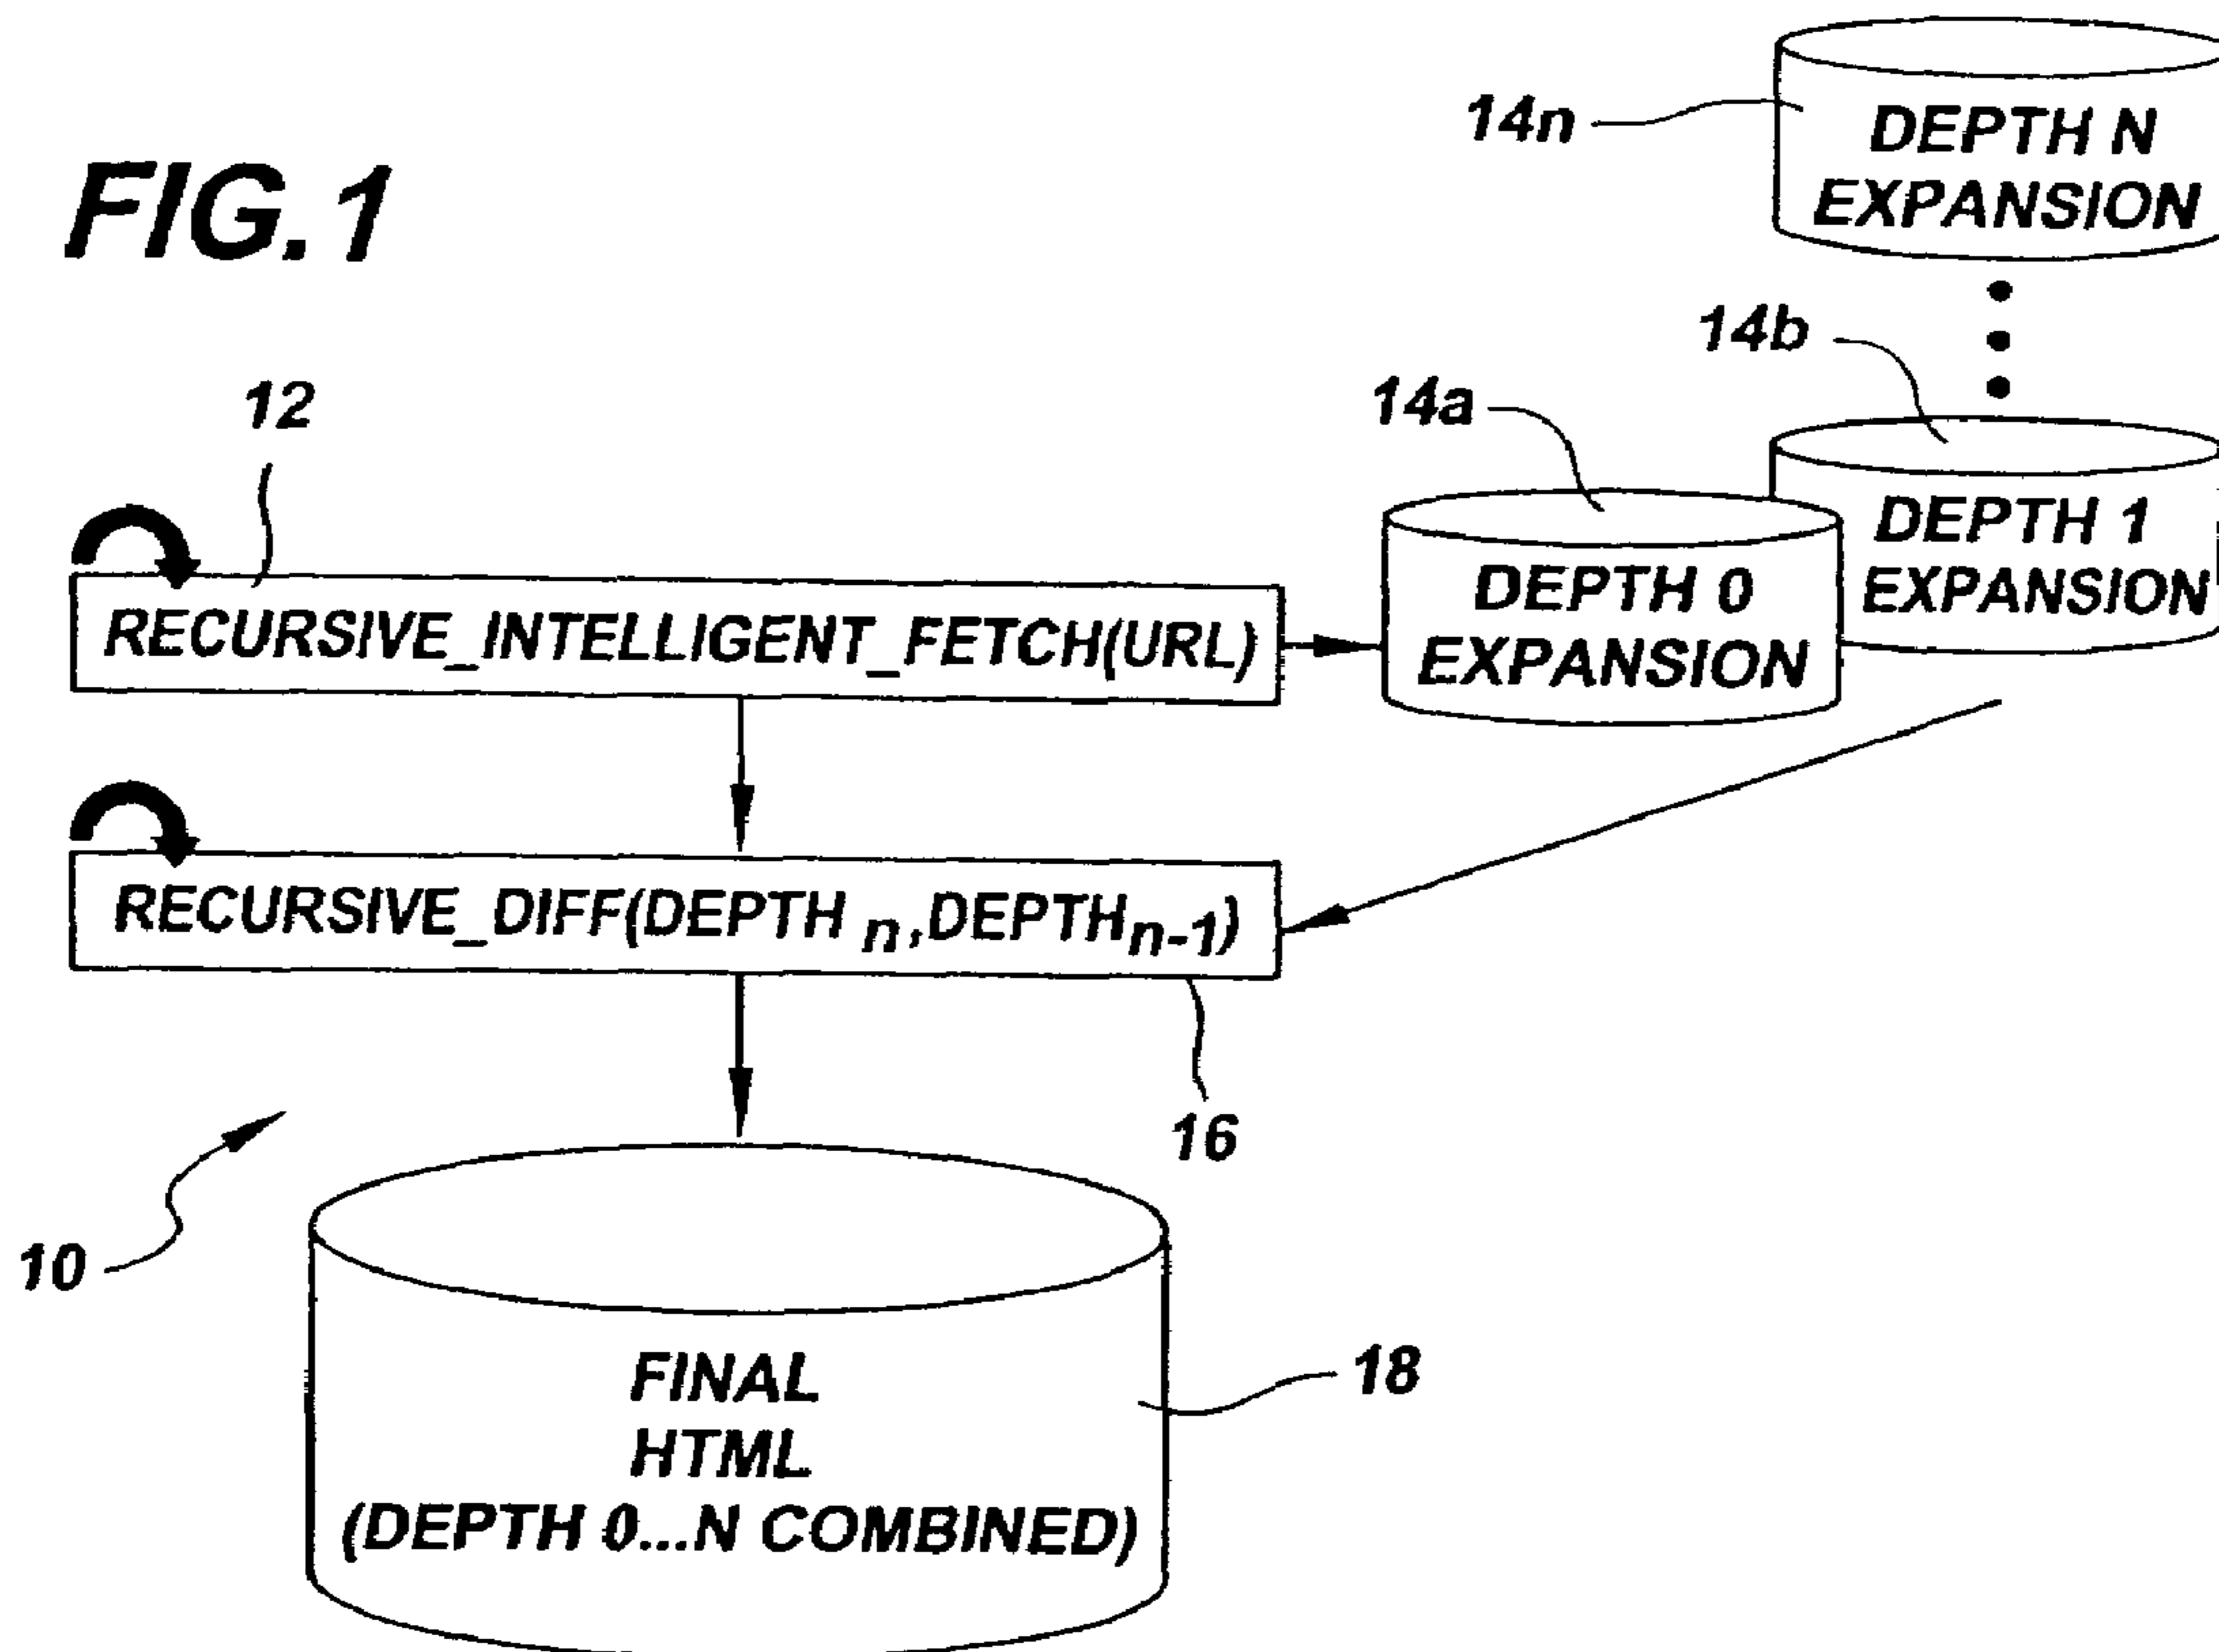 FIG. 1
14n
DEPTH N
EXPANSION
14b
14a
12
DEPTH 1
EXPANSION
DEPTH 0
EXPANSION
RECURSIVE_INTELLIGENT_FETCH(URL)
RECURSIVE_DIFF(DEPTH n,DEPTHn-1)
16
10
18
FINAL
HTML
(DEPTH 0...N COMBINED)